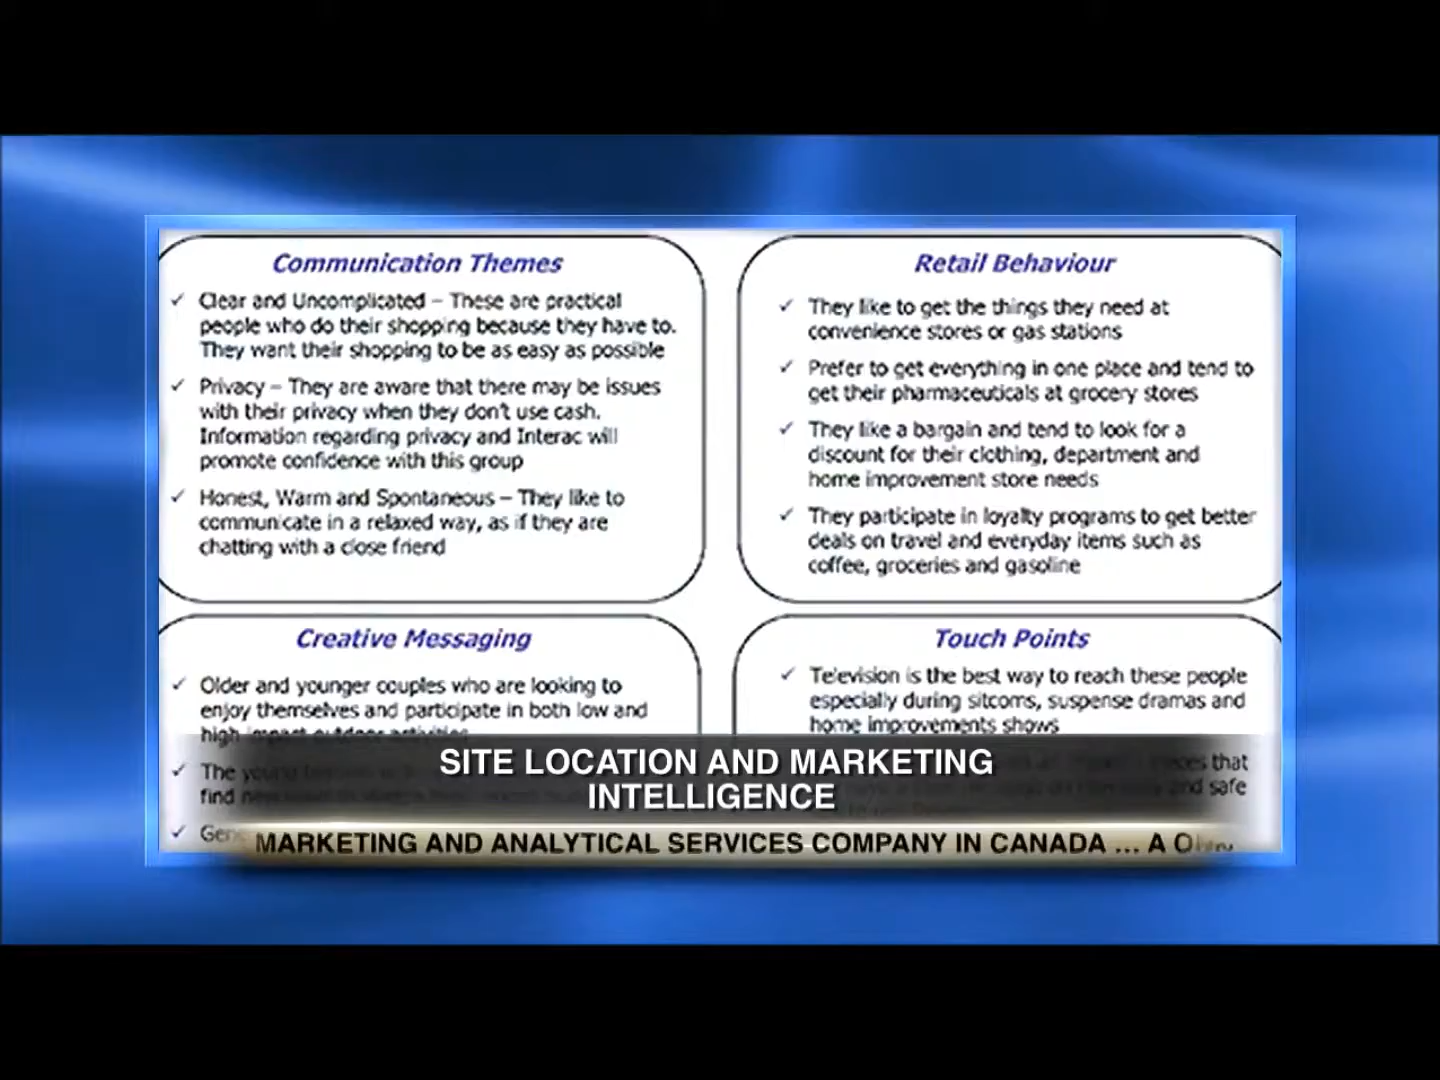 Communication Themes
✓ Clear and Uncomplicated – These are practical
people who do their shopping because they have to.
They want their shopping to be as easy as possible
✓ Privacy – They are aware that there may be issues
with their privacy when they don't use cash.
Information regarding privacy and Interac will
promote confidence with this group
✓ Honest, Warm and Spontaneous – They like to
communicate in a relaxed way, as if they are
chatting with a close friend
Retail Behaviour
✓ They like to get the things they need at
convenience stores or gas stations
✓ Prefer to get everything in one place and tend to
get their pharmaceuticals at grocery stores
✓ They like a bargain and tend to look for a
discount for their clothing, department and
home improvement store needs
✓ They participate in loyalty programs to get better
deals on travel and everyday items such as
coffee, groceries and gasoline
Creative Messaging
✓ Older and younger couples who are looking to
enjoy themselves and participate in both low and
high impact outdoor activities
✓ The
find
✓
Touch Points
✓ Television is the best way to reach these people
especially during sitcoms, suspense dramas and
home improvements shows
that
and safe
SITE LOCATION AND MARKETING
INTELLIGENCE
MARKETING AND ANALYTICAL SERVICES COMPANY IN CANADA ... A